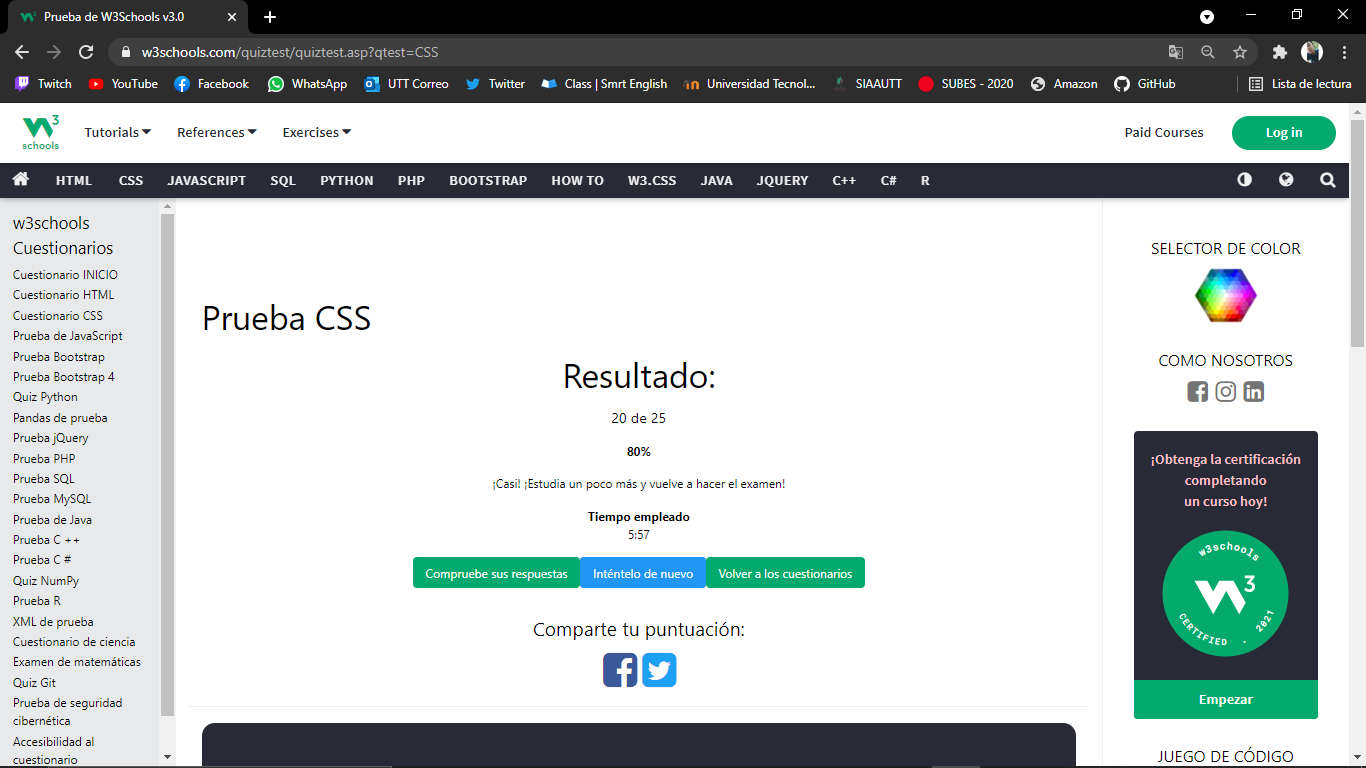 Prueba de W3Schools v3.0
w3schools.com/quiztest/quiztest.asp?qtest=CSS
Twitch YouTube Facebook WhatsApp UTT Correo Twitter Class | Smrt English Universidad Tecnol... SIAAUTT SUBES - 2020 Amazon GitHub Lista de lectura
W3 schools Tutorials References Exercises Paid Courses Log in
HTML CSS JAVASCRIPT SQL PYTHON PHP BOOTSTRAP HOW TO W3.CSS JAVA JQUERY C++ C# R
w3schools
Cuestionarios
Cuestionario INICIO
Cuestionario HTML
Cuestionario CSS
Prueba de JavaScript
Prueba Bootstrap
Prueba Bootstrap 4
Quiz Python
Pandas de prueba
Prueba jQuery
Prueba PHP
Prueba SQL
Prueba MySQL
Prueba de Java
Prueba C ++
Prueba C #
Quiz NumPy
Prueba R
XML de prueba
Cuestionario de ciencia
Examen de matemáticas
Quiz Git
Prueba de seguridad
cibernética
Accesibilidad al
cuestionario
Prueba CSS
Resultado:
20 de 25
80%
¡Casi! ¡Estudia un poco más y vuelve a hacer el examen!
Tiempo empleado
5:57
Compruebe sus respuestas Inténtelo de nuevo Volver a los cuestionarios
Comparte tu puntuación:
SELECTOR DE COLOR
COMO NOSOTROS
¡Obtenga la certificación
completando
un curso hoy!
w3schools
W3
CERTIFIED . 2021
Empezar
JUEGO DE CÓDIGO